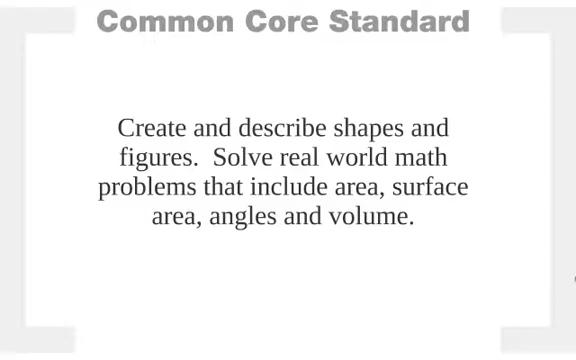 Common Core Standard
Create and describe shapes and
figures.  Solve real world math
problems that include area, surface
area, angles and volume.